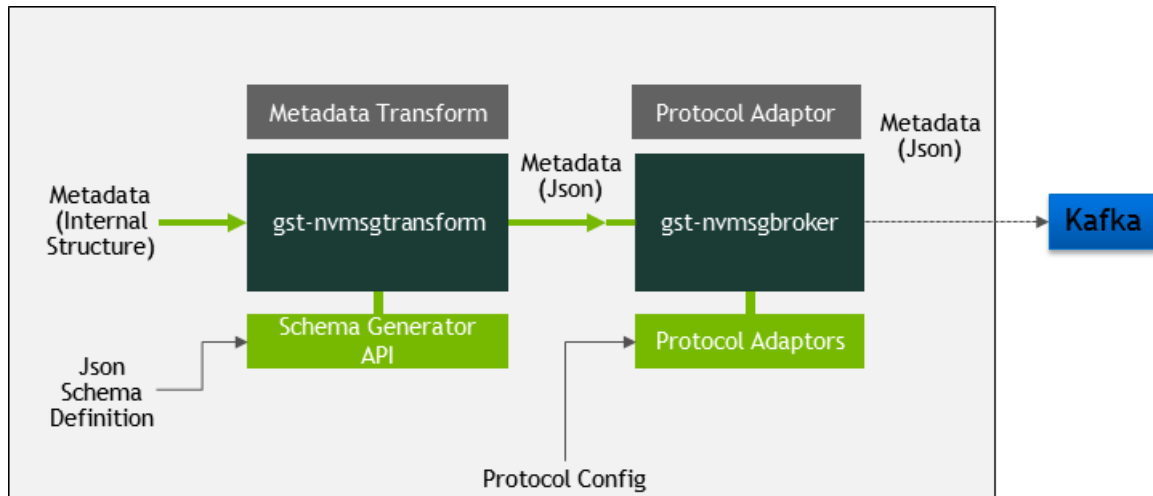 Metadata Transform
Protocol Adaptor
Metadata
(Json)
Metadata
(Internal
Structure)
gst-nvmsgtransform
Metadata
(Json)
gst-nvmsgbroker
Kafka
Schema Generator
API
Protocol Adaptors
Json
Schema
Definition
Protocol Config